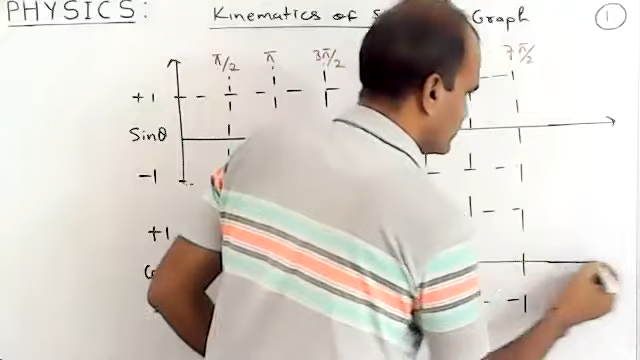 PHYSICS:
Kinematics of Graph
1
π/2 π 3π/2 7π/2
+1
Sinθ
-1
+1